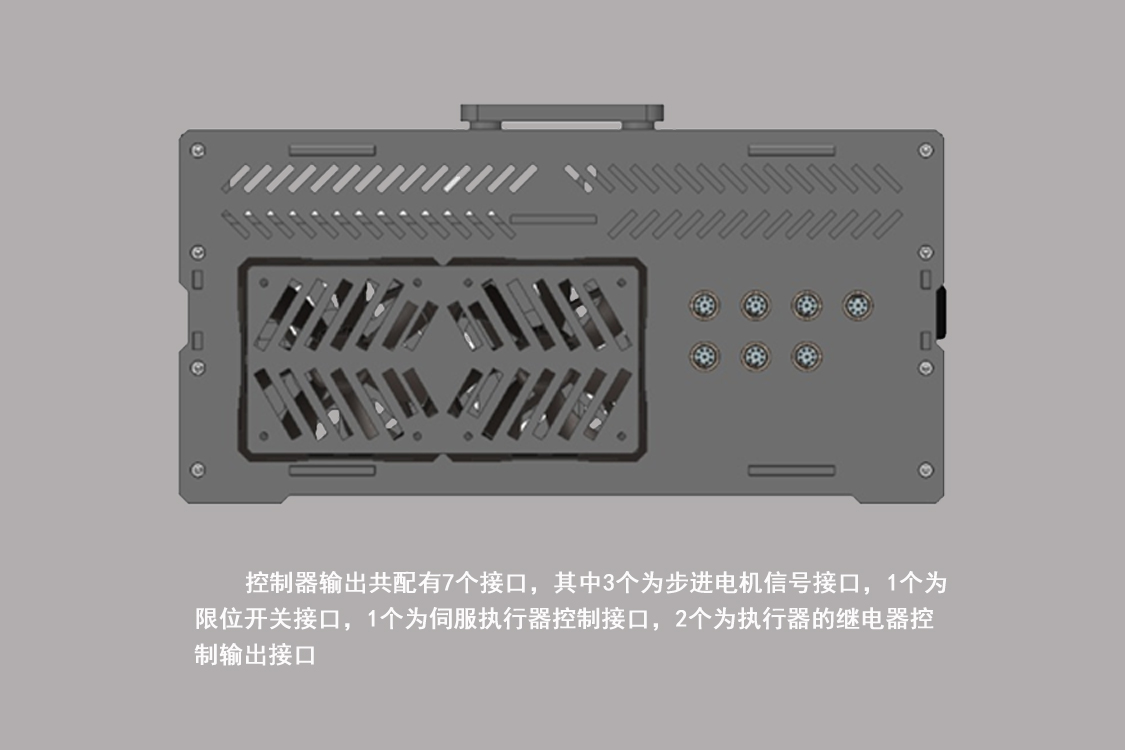 控制器输出共配有7个接口，其中3个为步进电机信号接口，1个为
限位开关接口，1个为伺服执行器控制接口，2个为执行器的继电器控
制输出接口